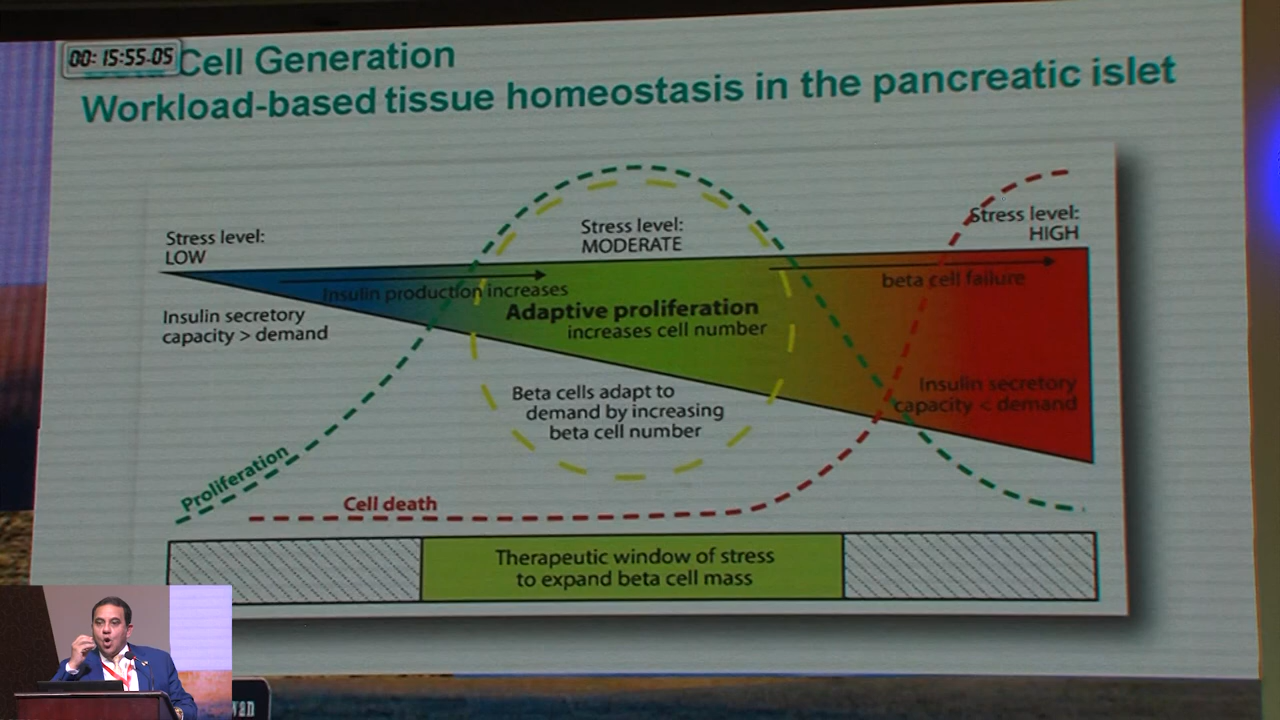 00:15:55.05
Cell Generation
Workload-based tissue homeostasis in the pancreatic islet
Stress level:
LOW
Stress level:
MODERATE
Stress level:
HIGH
Insulin production increases
beta cell failure
Insulin secretory
capacity > demand
Adaptive proliferation
increases cell number
Beta cells adapt to
demand by increasing
beta cell number
Insulin secretory
capacity < demand
Proliferation
Cell death
Therapeutic window of stress
to expand beta cell mass